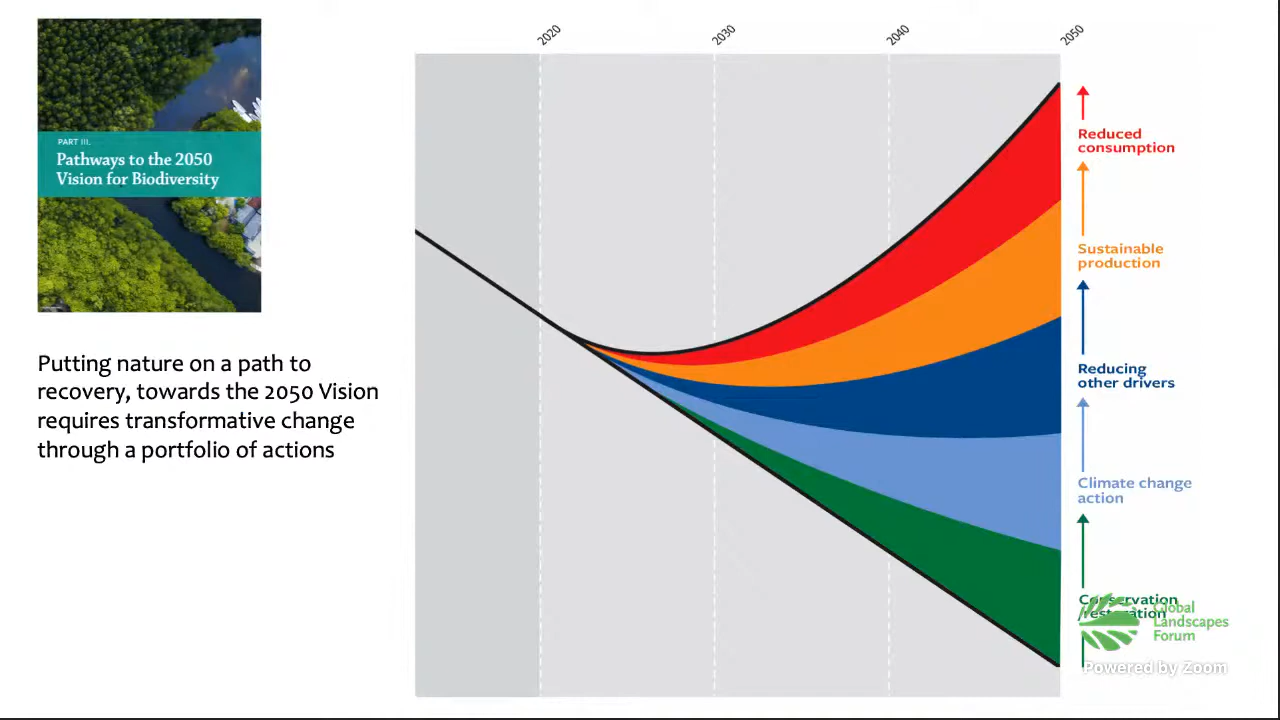 PART III.
Pathways to the 2050
Vision for Biodiversity
Putting nature on a path to
recovery, towards the 2050 Vision
requires transformative change
through a portfolio of actions
2020
2030
2040
2050
Reduced
consumption
Sustainable
production
Reducing
other drivers
Climate change
action
Conservation
/restoration
Global
Landscapes
Forum
Powered by Zoom